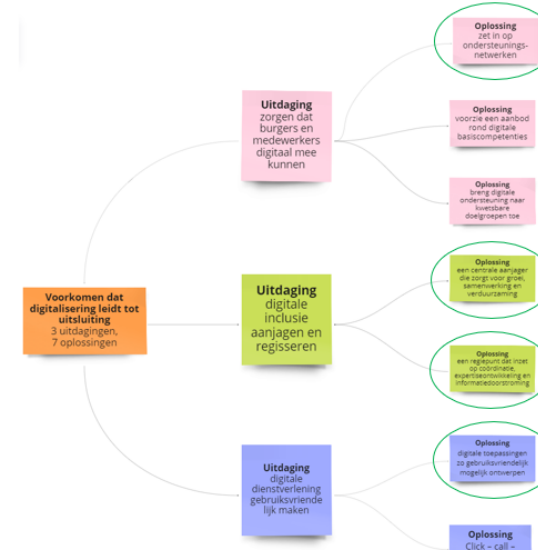 Oplossing
zet in op
ondersteunings-
netwerken
Uitdaging
zorgen dat
burgers en
medewerkers
digitaal mee
kunnen
Oplossing
voorzie een aanbod
rond digitale
basiscompetenties
Oplossing
breng digitale
ondersteuning naar
kwetsbare
doelgroepen toe
Voorkomen dat
digitalisering leidt tot
uitsluiting
3 uitdagingen,
7 oplossingen
Uitdaging
digitale
inclusie
aanjagen en
regisseren
Oplossing
een centrale aanjager
die zorgt voor groei,
samenwerking en
verduurzaming
Oplossing
een regiepunt dat inzet
op coördinatie,
expertiseontwikkeling en
informatiedoorstroming
Uitdaging
digitale
dienstverlening
gebruiksvriende
lijk maken
Oplossing
digitale toepassingen
zo gebruiksvriendelijk
mogelijk ontwerpen
Oplossing
Click – call –